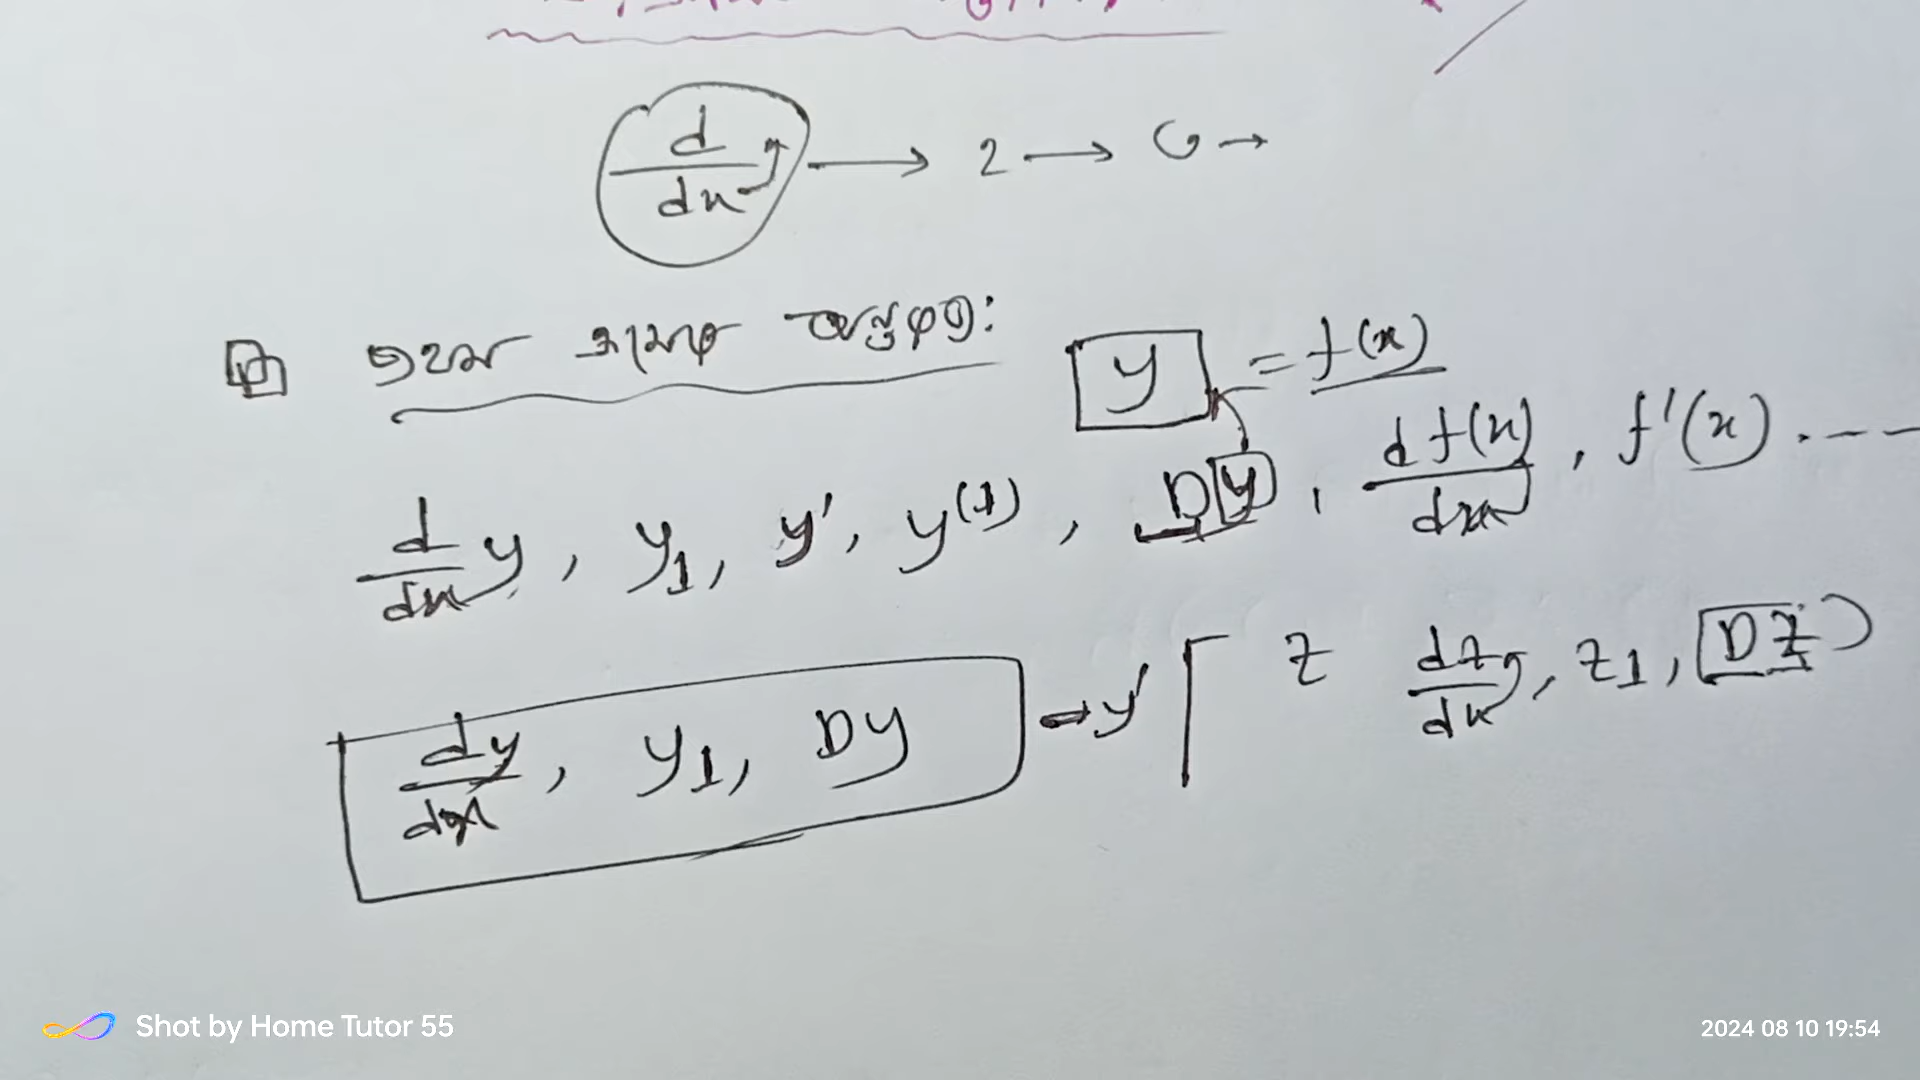 d/dx → 2 → ৩ →
প্রথম ক্রমের অন্তরজ: y = f(x)
d/dx y, y₁, y′, y⁽¹⁾, Dy, d f(x)/dx, f′(x) . - - -
dy/dx, y₁, Dy → y′ z dz/dx, z₁, Dz
Shot by Home Tutor 55
2024 08 10 19:54